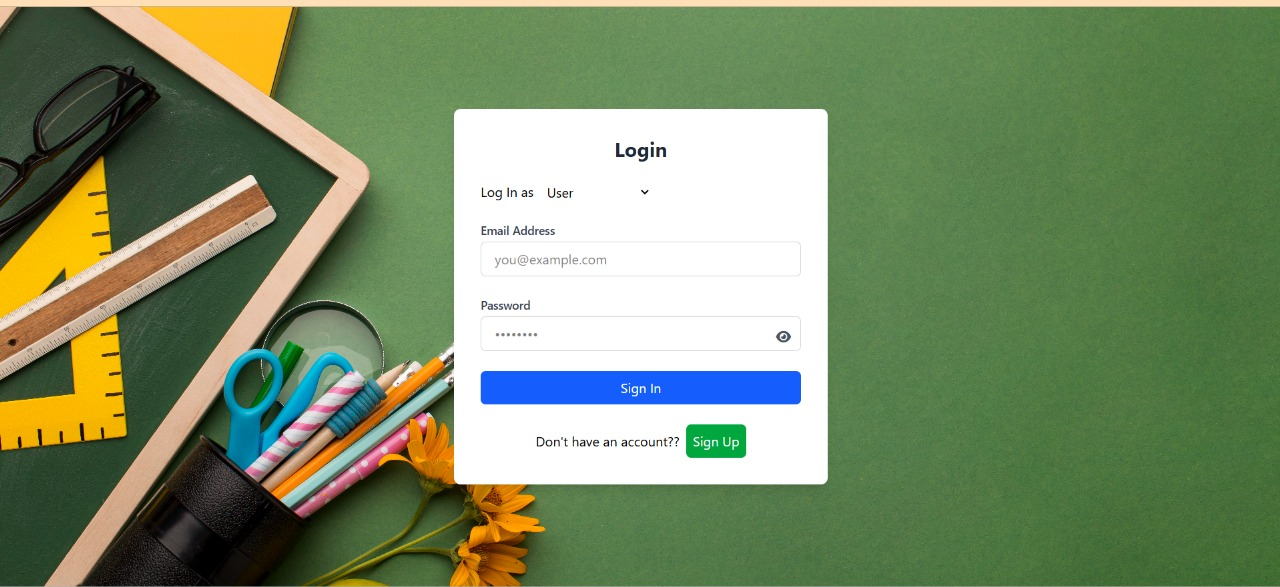 Login
Log In as User
Email Address
you@example.com
Password
••••••••
Sign In
Don't have an account?? Sign Up